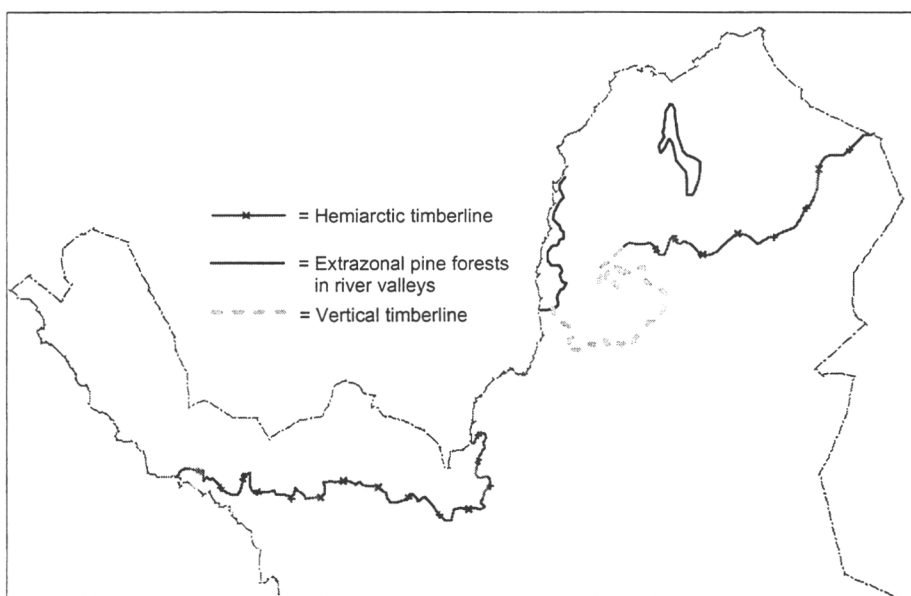 = Hemiarctic timberline
= Extrazonal pine forests
in river valleys
= Vertical timberline